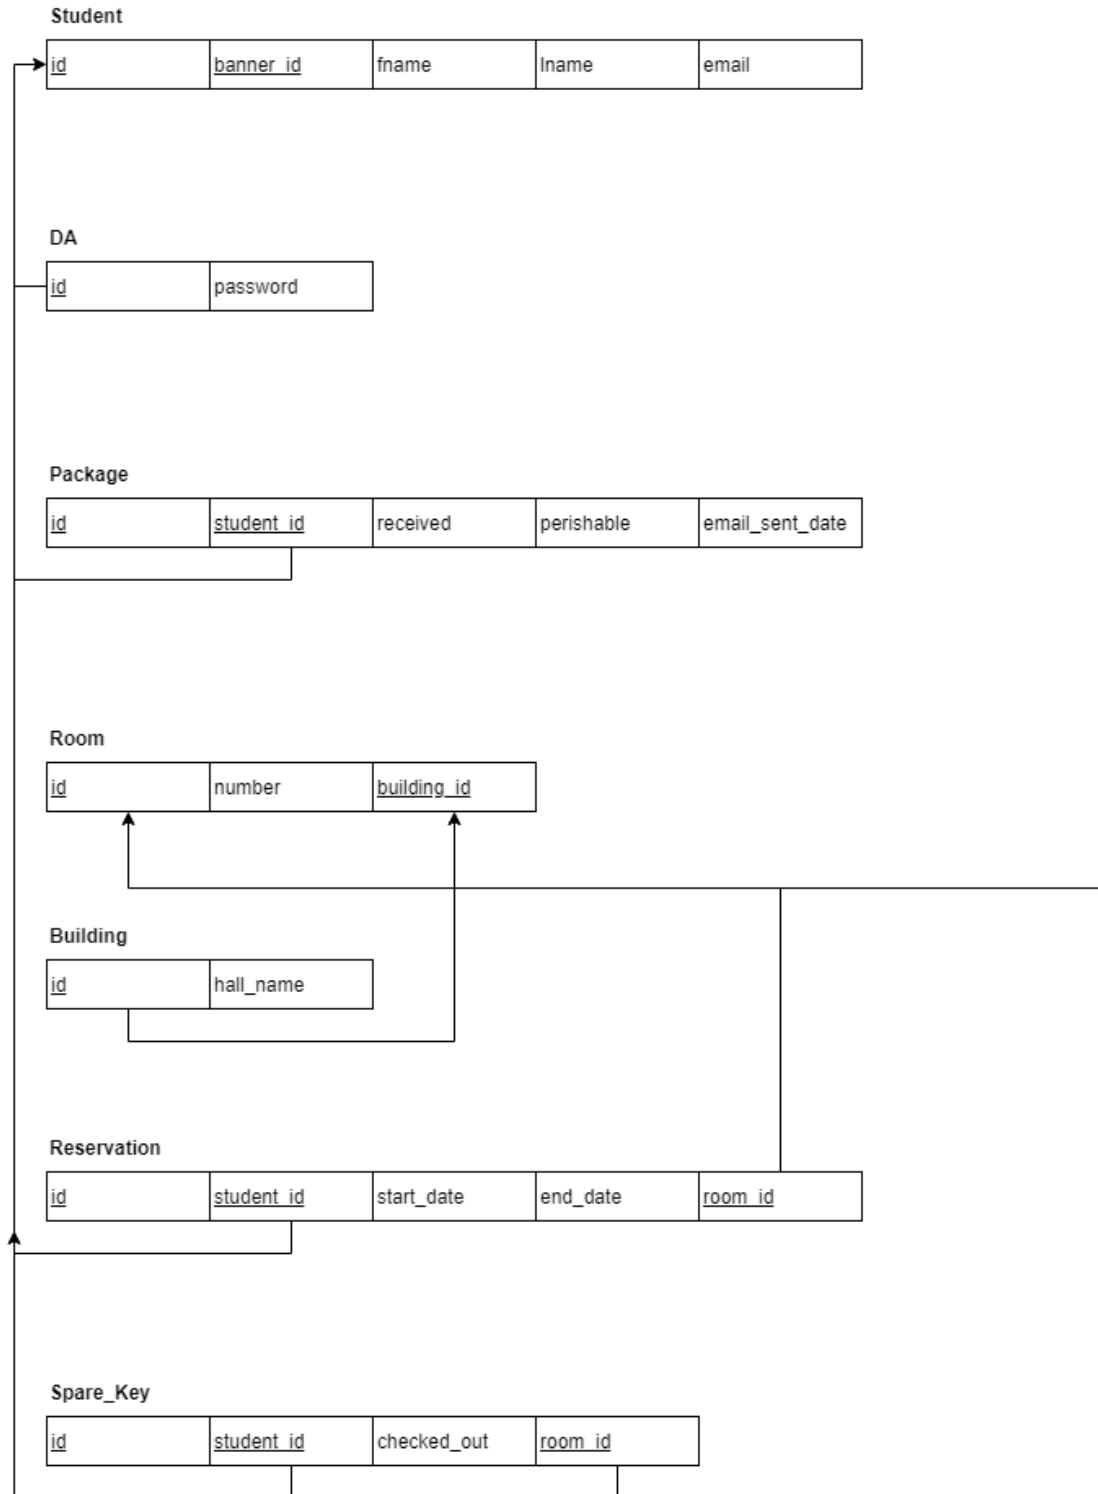 Student
id banner_id fname lname email
DA
id password
Package
id student_id received perishable email_sent_date
Room
id number building_id
Building
id hall_name
Reservation
id student_id start_date end_date room_id
Spare_Key
id student_id checked_out room_id